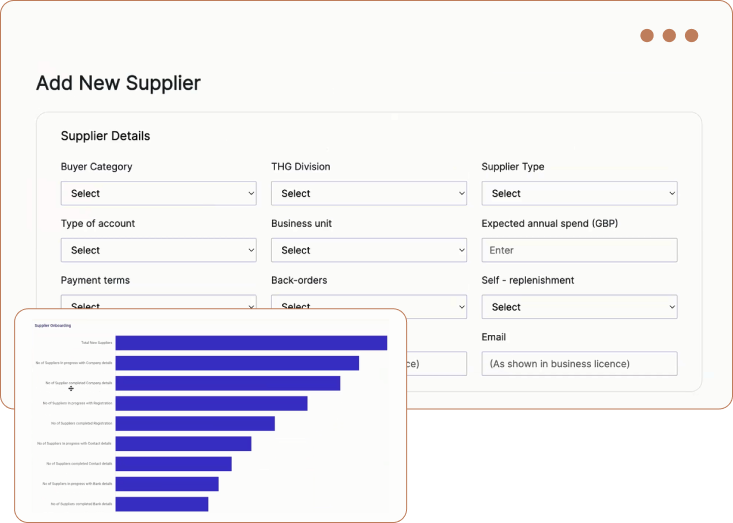 Add New Supplier
Supplier Details
Buyer Category THG Division Supplier Type
Select Select Select
Type of account Business unit Expected annual spend (GBP)
Select Select Enter
Payment terms Back-orders Self - replenishment
Select Select Select
Email
ce) (As shown in business licence)
Supplier Onboarding
Total New Suppliers
No of Suppliers in progress with Company details
No of Supplier completed Company details
No of Suppliers in progress with Registration
No of Suppliers completed Registration
No of Suppliers in progress with Contact details
No of Suppliers completed Contact details
No of Suppliers in progress with Bank details
No of Suppliers completed Bank details